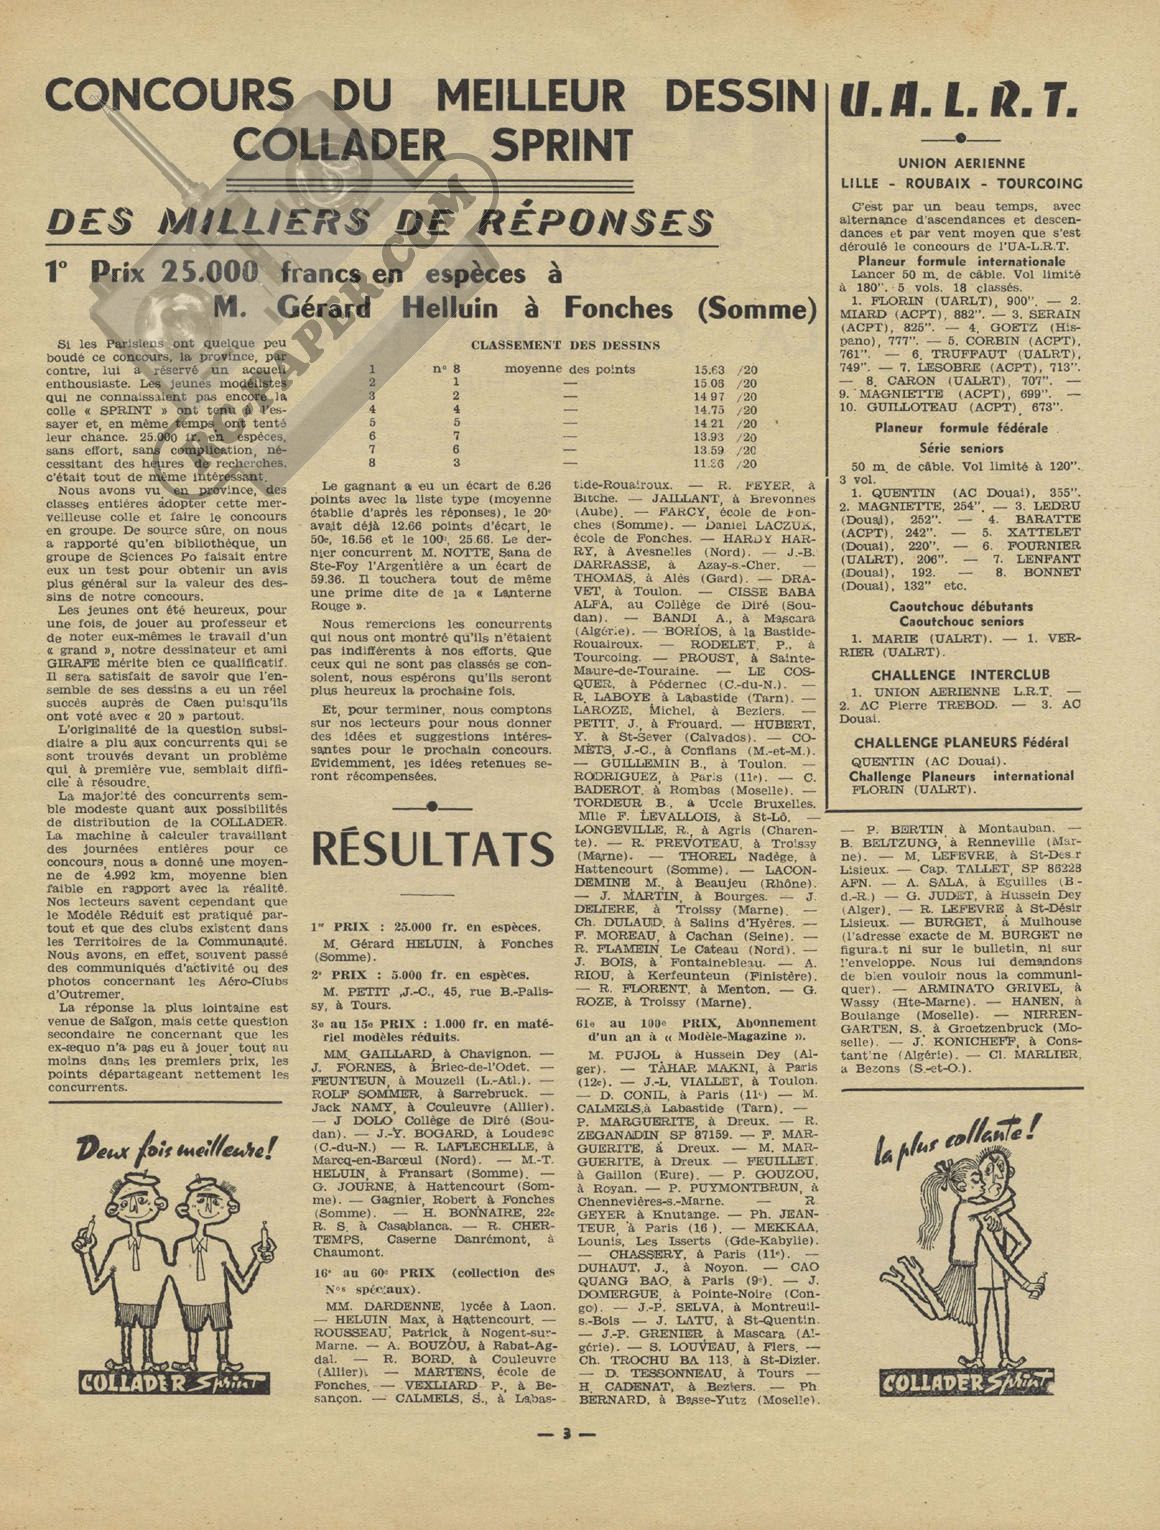 CONCOURS DU MEILLEUR DESSIN
COLLADER SPRINT
DES MILLIERS DE RÉPONSES
1° Prix 25.000 francs en espèces à
M. Gérard Helluin à Fonches (Somme)
Si les Parisiens ont quelque peu
boudé ce concours, la province, par
contre, lui a réservé un accueil
enthousiaste. Les jeunes modélistes
qui ne connaissaient pas encore la
colle « SPRINT » ont tenu à l'es-
sayer et, en même temps ont tenté
leur chance. 25.000 fr. en espèces,
sans effort, sans complication, né-
cessitant des heures de recherches,
c'était tout de même intéressant.
Nous avons vu en province, des
classes entières adopter cette mer-
veilleuse colle et faire le concours
en groupe. De source sûre, on nous
a rapporté qu'en bibliothèque, un
groupe de Sciences Po faisait entre
eux un test pour obtenir un avis
plus général sur la valeur des des-
sins de notre concours.
Les jeunes ont été heureux, pour
une fois, de jouer au professeur et
de noter eux-mêmes le travail d'un
« grand », notre dessinateur et ami
GIRAFE mérite bien ce qualificatif.
Il sera satisfait de savoir que l'en-
semble de ses dessins a eu un réel
succès auprès de Caen puisqu'ils
ont voté avec « 20 » partout.
L'originalité de la question subsi-
diaire a plu aux concurrents qui se
sont trouvés devant un problème
qui à première vue, semblait diffi-
cile à résoudre.
La majorité des concurrents sem-
ble modeste quant aux possibilités
de distribution de la COLLADER.
La machine à calculer travaillant
des journées entières pour ce
concours, nous a donné une moyen-
ne de 4.992 km, moyenne bien
faible en rapport avec la réalité.
Nos lecteurs savent cependant que
le Modèle Réduit est pratiqué par-
tout et que des clubs existent dans
les Territoires de la Communauté.
Nous avons, en effet, souvent passé
des communiqués d'activité ou des
photos concernant les Aéro-Clubs
d'Outremer.
La réponse la plus lointaine est
venue de Saïgon, mais cette question
secondaire ne concernant que les
ex-æquo n'a pas eu à jouer, tout au
moins dans les premiers prix, les
points départageant nettement les
concurrents.
Deux fois meilleure!
COLLADER Sprint
CLASSEMENT DES DESSINS
1 n° 8 moyenne des points 15.63 /20
2 1 — 15 06 /20
3 2 — 14 97 /20
4 4 — 14.75 /20
5 5 — 14 21 /20
6 7 — 13.93 /20
7 6 — 13 59 /20
8 3 — 11.36 /20
Le gagnant a eu un écart de 6.26
points avec la liste type (moyenne
établie d'après les réponses), le 20e
avait déjà 12.66 points d'écart, le
50e, 16.56 et le 100e, 25.66. Le der-
nier concurrent M. NOTTE, Sana de
Ste-Foy l'Argentière a un écart de
59.36. Il touchera tout de même
une prime dite de la « Lanterne
Rouge ».
Nous remercions les concurrents
qui nous ont montré qu'ils n'étaient
pas indifférents à nos efforts. Que
ceux qui ne sont pas classés se con-
solent, nous espérons qu'ils seront
plus heureux la prochaine fois.
Et, pour terminer, nous comptons
sur nos lecteurs pour nous donner
des idées et suggestions intéres-
santes pour le prochain concours.
Evidemment, les idées retenues se-
ront récompensées.
RÉSULTATS
1er PRIX : 25.000 fr. en espèces.
M. Gérard HELUIN, à Fonches
(Somme).
2e PRIX : 5.000 fr. en espèces.
M. PETIT J.-C., 45, rue B.-Palis-
sy, à Tours.
3e au 15e PRIX : 1.000 fr. en maté-
riel modèles réduits.
MM. GAILLARD, à Chavignon. —
J. FORNES, à Briec-de-l'Odet. —
FEUNTEUN, à Mouzeil (L.-Atl.). —
ROLF SOMMER, à Sarrebruck. —
Jack NAMY, à Couleuvre (Allier).
— J DOLO Collège de Diré (Sou-
dan). — J.-Y. BOGARD, à Loudeac
(C.-du-N.) — R. LAFLECHELLE, à
Marcq-en-Barœul (Nord). — M.-T.
HELUIN, à Fransart (Somme). —
G. JOURNE, à Hattencourt (Som-
me). — Gagnier, Robert à Fonches
(Somme). — H. BONNAIRE, 22e
R. S. à Casablanca. — R. CHER-
TEMPS, Caserne Danrémont, à
Chaumont.
16e au 60e PRIX (collection des
Nos spéciaux).
MM. DARDENNE, lycée à Laon.
— HELUIN Max, à Hattencourt. —
ROUSSEAU, Patrick, à Nogent-sur-
Marne. — A. BOUZOU, à Rabat-Ag-
dal. — R. BORD, à Couleuvre
(Allier). — MARTENS, école de
Fonches. — VEXLIARD P., à Be-
sançon. — CALMELS, S., à Labas-
tide-Rouairoux. — R. FEYER, à
Bitche. — JAILLANT, à Brevonnes
(Aube). — FARCY, école de Fon-
ches (Somme). — Daniel LACZUK,
école de Fonches. — HARDY HAR-
RY, à Avesnelles (Nord). — J.-B.
DARRASSE, à Azay-s.-Cher. —
THOMAS, à Alès (Gard). — DRA-
VET, à Toulon. — CISSE BABA
ALFA, au Collège de Diré (Sou-
dan). — BANDI A., à Mascara
(Algérie). — BORIOS, à la Bastide-
Rouairoux. — RODELET, P., à
Tourcoing. — PROUST, à Sainte-
Maure-de-Touraine. — LE COS-
QUER, à Pédernec (C.-du-N.). —
R. LABOYE à Labastide (Tarn). —
LAROZE, Michel, à Beziers. —
PETIT, J., à Frouard. — HUBERT,
Y. à St-Sever (Calvados). — CO-
METS, J.-C., à Conflans (M.-et-M.).
— GUILLEMIN B., à Toulon. —
RODRIGUEZ, à Paris (11e). — C.
BADEROT, à Rombas (Moselle). —
TORDEUR B., à Uccle Bruxelles.
Mlle F. LEVALLOIS, à St-Lô. —
LONGEVILLE, R., à Agris (Charen-
te). — R. PREVOTEAU, à Troissy
(Marne). — THOREL Nadège, à
Hattencourt (Somme). — LACON-
DEMINE M., à Beaujeu (Rhône).
— J. MARTIN, à Bourges. — J.
DELIERE, à Troissy (Marne). —
Ch. DULAUD, à Salins d'Hyères. —
F. MOREAU, à Cachan (Seine). —
R. FLAMEIN, Le Cateau (Nord). —
J. BOIS, à Fontainebleau. — A.
RIOU, à Kerfeunteun (Finistère).
— R. FLORENT, à Menton. — G.
ROZE, à Troissy (Marne).
61e au 100e PRIX, Abonnement
d'un an à « Modèle-Magazine ».
M. PUJOL, à Hussein Dey (Al-
ger). — TAHAR MAKNI, à Paris
(12e). — J.-L. VIALLET, à Toulon.
— D. CONIL, à Paris (11e) — M.
CALMELS,à Labastide (Tarn). —
P. MARGUERITE, à Dreux. — R.
ZEGANADIN SP 87159. — F. MAR-
GUERITE, à Dreux. — M. MAR-
GUERITE, à Dreux — FEUILLET,
à Gaillon (Eure). — P. GOUZOU,
à Royan. — P. PUYMONTBRUN, à
Chennevières-s.-Marne. — R
GEYER à Knutange. — Ph. JEAN-
TEUR, à Paris (16 ). — MEKKAA,
Lounis, Les Isserts (Gde-Kabylie).
— CHASSERY, à Paris (11e). —
DUHAUT, J., à Noyon. — CAO
QUANG BAO, à Paris (9e). — J.
DOMERGUE, à Pointe-Noire (Con-
go). — J.-P. SELVA, à Montreuil-
s.-Bois — J. LATU, à St-Quentin.
— J.-P. GRENIER, à Mascara (Al-
gérie). — S. LOUVEAU, à Flers. —
Ch. TROCHU BA 113, à St-Dizier.
— D. TESSONNEAU, à Tours —
H. CADENAT, à Beziers. — Ph
BERNARD, à Basse-Yutz (Moselle).
U.A.L.R.T.
UNION AERIENNE
LILLE - ROUBAIX - TOURCOING
C'est par un beau temps, avec
alternance d'ascendances et descen-
dances et par vent moyen que s'est
déroulé le concours de l'UA-L.R.T.
Planeur formule internationale
Lancer 50 m. de câble. Vol limité
à 180". 5 vols. 18 classés.
1. FLORIN (UARLT), 900". — 2.
MIARD (ACPT), 882". — 3. SERAIN
(ACPT), 825". — 4. GOETZ (His-
pano), 777". — 5. CORBIN (ACPT),
761". — 6. TRUFFAUT (UALRT),
749". — 7. LESOBRE (ACPT), 713".
— 8. CARON (UALRT), 707". —
9. MAGNIETTE (ACPT), 699". —
10. GUILLOTEAU (ACPT), 673".
Planeur formule fédérale
Série seniors
50 m. de câble. Vol limité à 120".
3 vol.
1. QUENTIN (AC Douai), 355".
2. MAGNIETTE, 254". — 3. LEDRU
(Douai), 252". — 4. BARATTE
(ACPT), 242". — 5. XATTELET
(Douai), 220". — 6. FOURNIER
(UALRT), 206". — 7. LENFANT
(Douai), 192. — 8. BONNET
(Douai), 132" etc.
Caoutchouc débutants
Caoutchouc seniors
1. MARIE (UALRT). — 1. VER-
RIER (UALRT).
CHALLENGE INTERCLUB
1. UNION AERIENNE L.R.T. —
2. AC Pierre TREBOD. — 3. AC
Douai.
CHALLENGE PLANEURS Fédéral
QUENTIN (AC Douai).
Challenge Planeurs international
FLORIN (UALRT).
— P. BERTIN, à Montauban. —
B. BELTZUNG, à Renneville (Mar-
ne). — M. LEFEVRE, à St-Des r
Lisieux. — Cap. TALLET, SP 86228
AFN. — A. SALA, à Eguilles (B -
d.-R.) — G. JUDET, à Hussein Dey
(Alger). — R. LEFEVRE à St-Désir
Lisieux. — BURGET, à Mulhouse
(l'adresse exacte de M. BURGET ne
figurait ni sur le bulletin, ni sur
l'enveloppe. Nous lui demandons
de bien vouloir nous la communi-
quer). — ARMINATO GRIVEL, à
Wassy (Hte-Marne). — HANEN, à
Boulange (Moselle). — NIRREN-
GARTEN, S. à Groetzenbruck (Mo-
selle). — J. KONICHEFF, à Cons-
tantine (Algérie). — Cl. MARLIER,
à Bezons (S.-et-O.).
la plus collante!
COLLADER Sprint
— 3 —
RCPAPER.COM